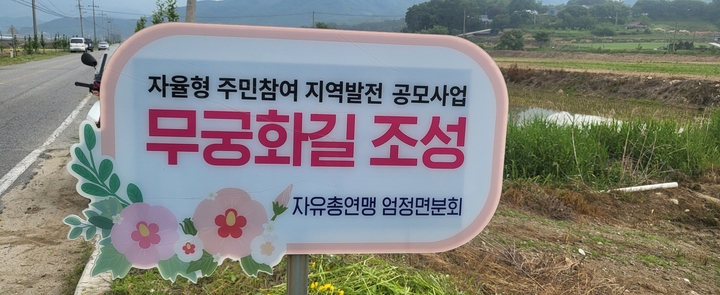 자율형 주민참여 지역발전 공모사업
무궁화길 조성
자유총연맹 엄정면분회